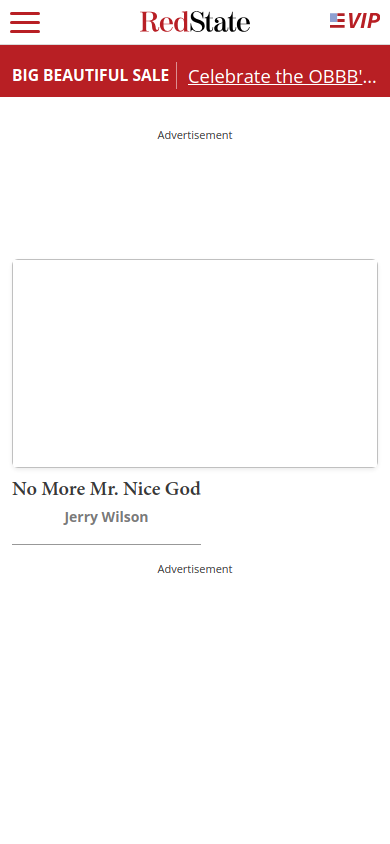 RedState
VIP
BIG BEAUTIFUL SALE
Celebrate the OBBB'...
Advertisement
No More Mr. Nice God
Jerry Wilson
Advertisement